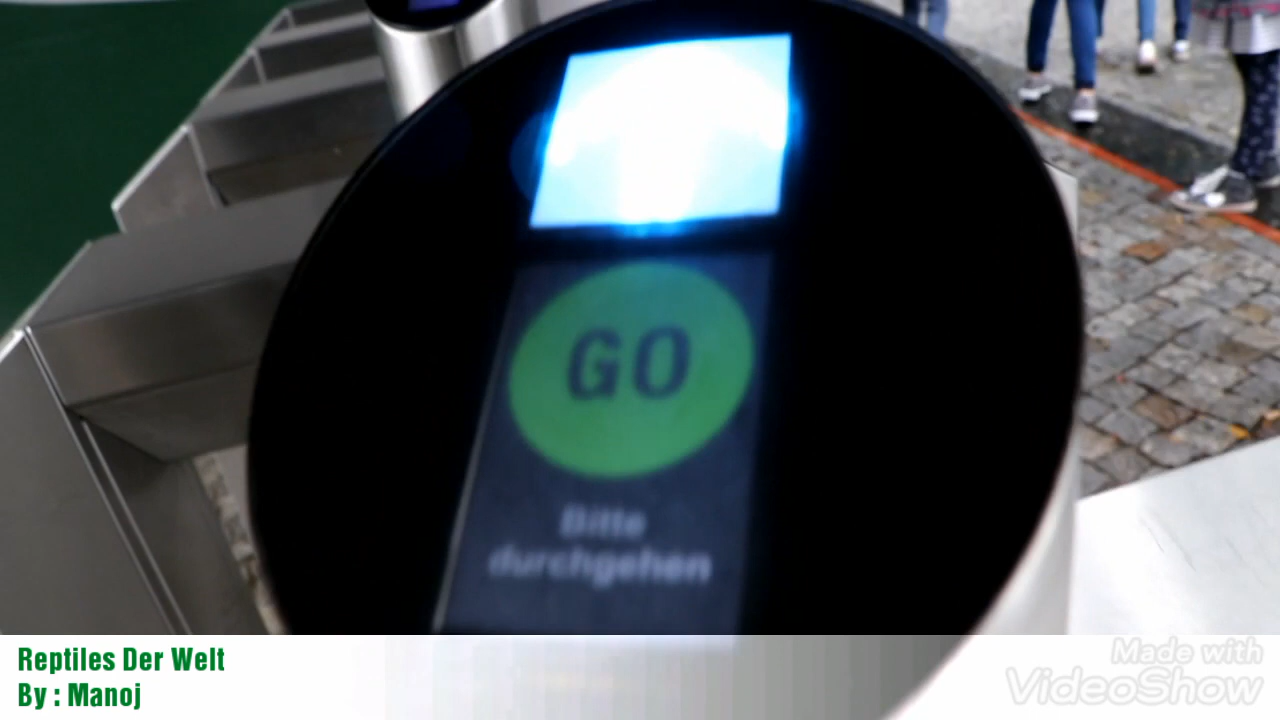 GO
Bitte
durchgehen
Reptiles Der Welt
By : Manoj
Made with
VideoShow